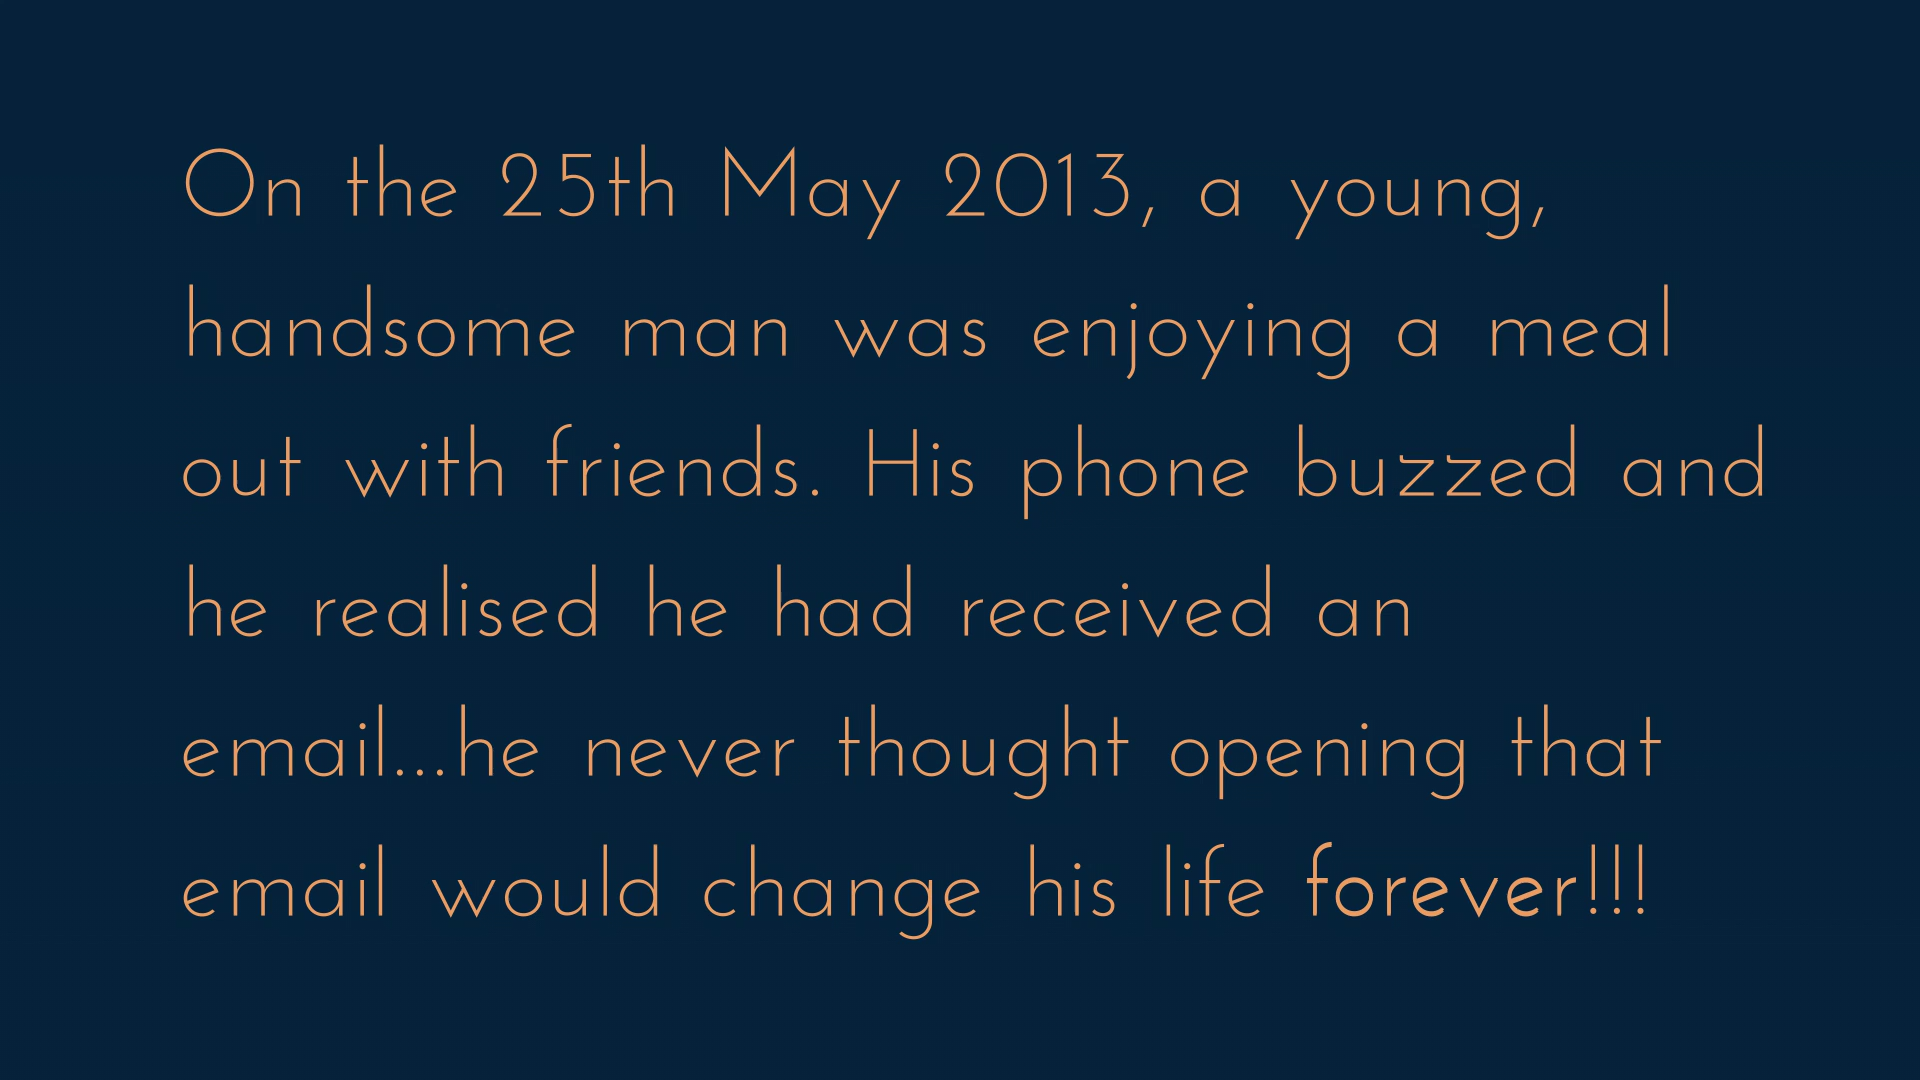 On the 25th May 2013, a young,
handsome man was enjoying a meal
out with friends. His phone buzzed and
he realised he had received an
email...he never thought opening that
email would change his life forever!!!